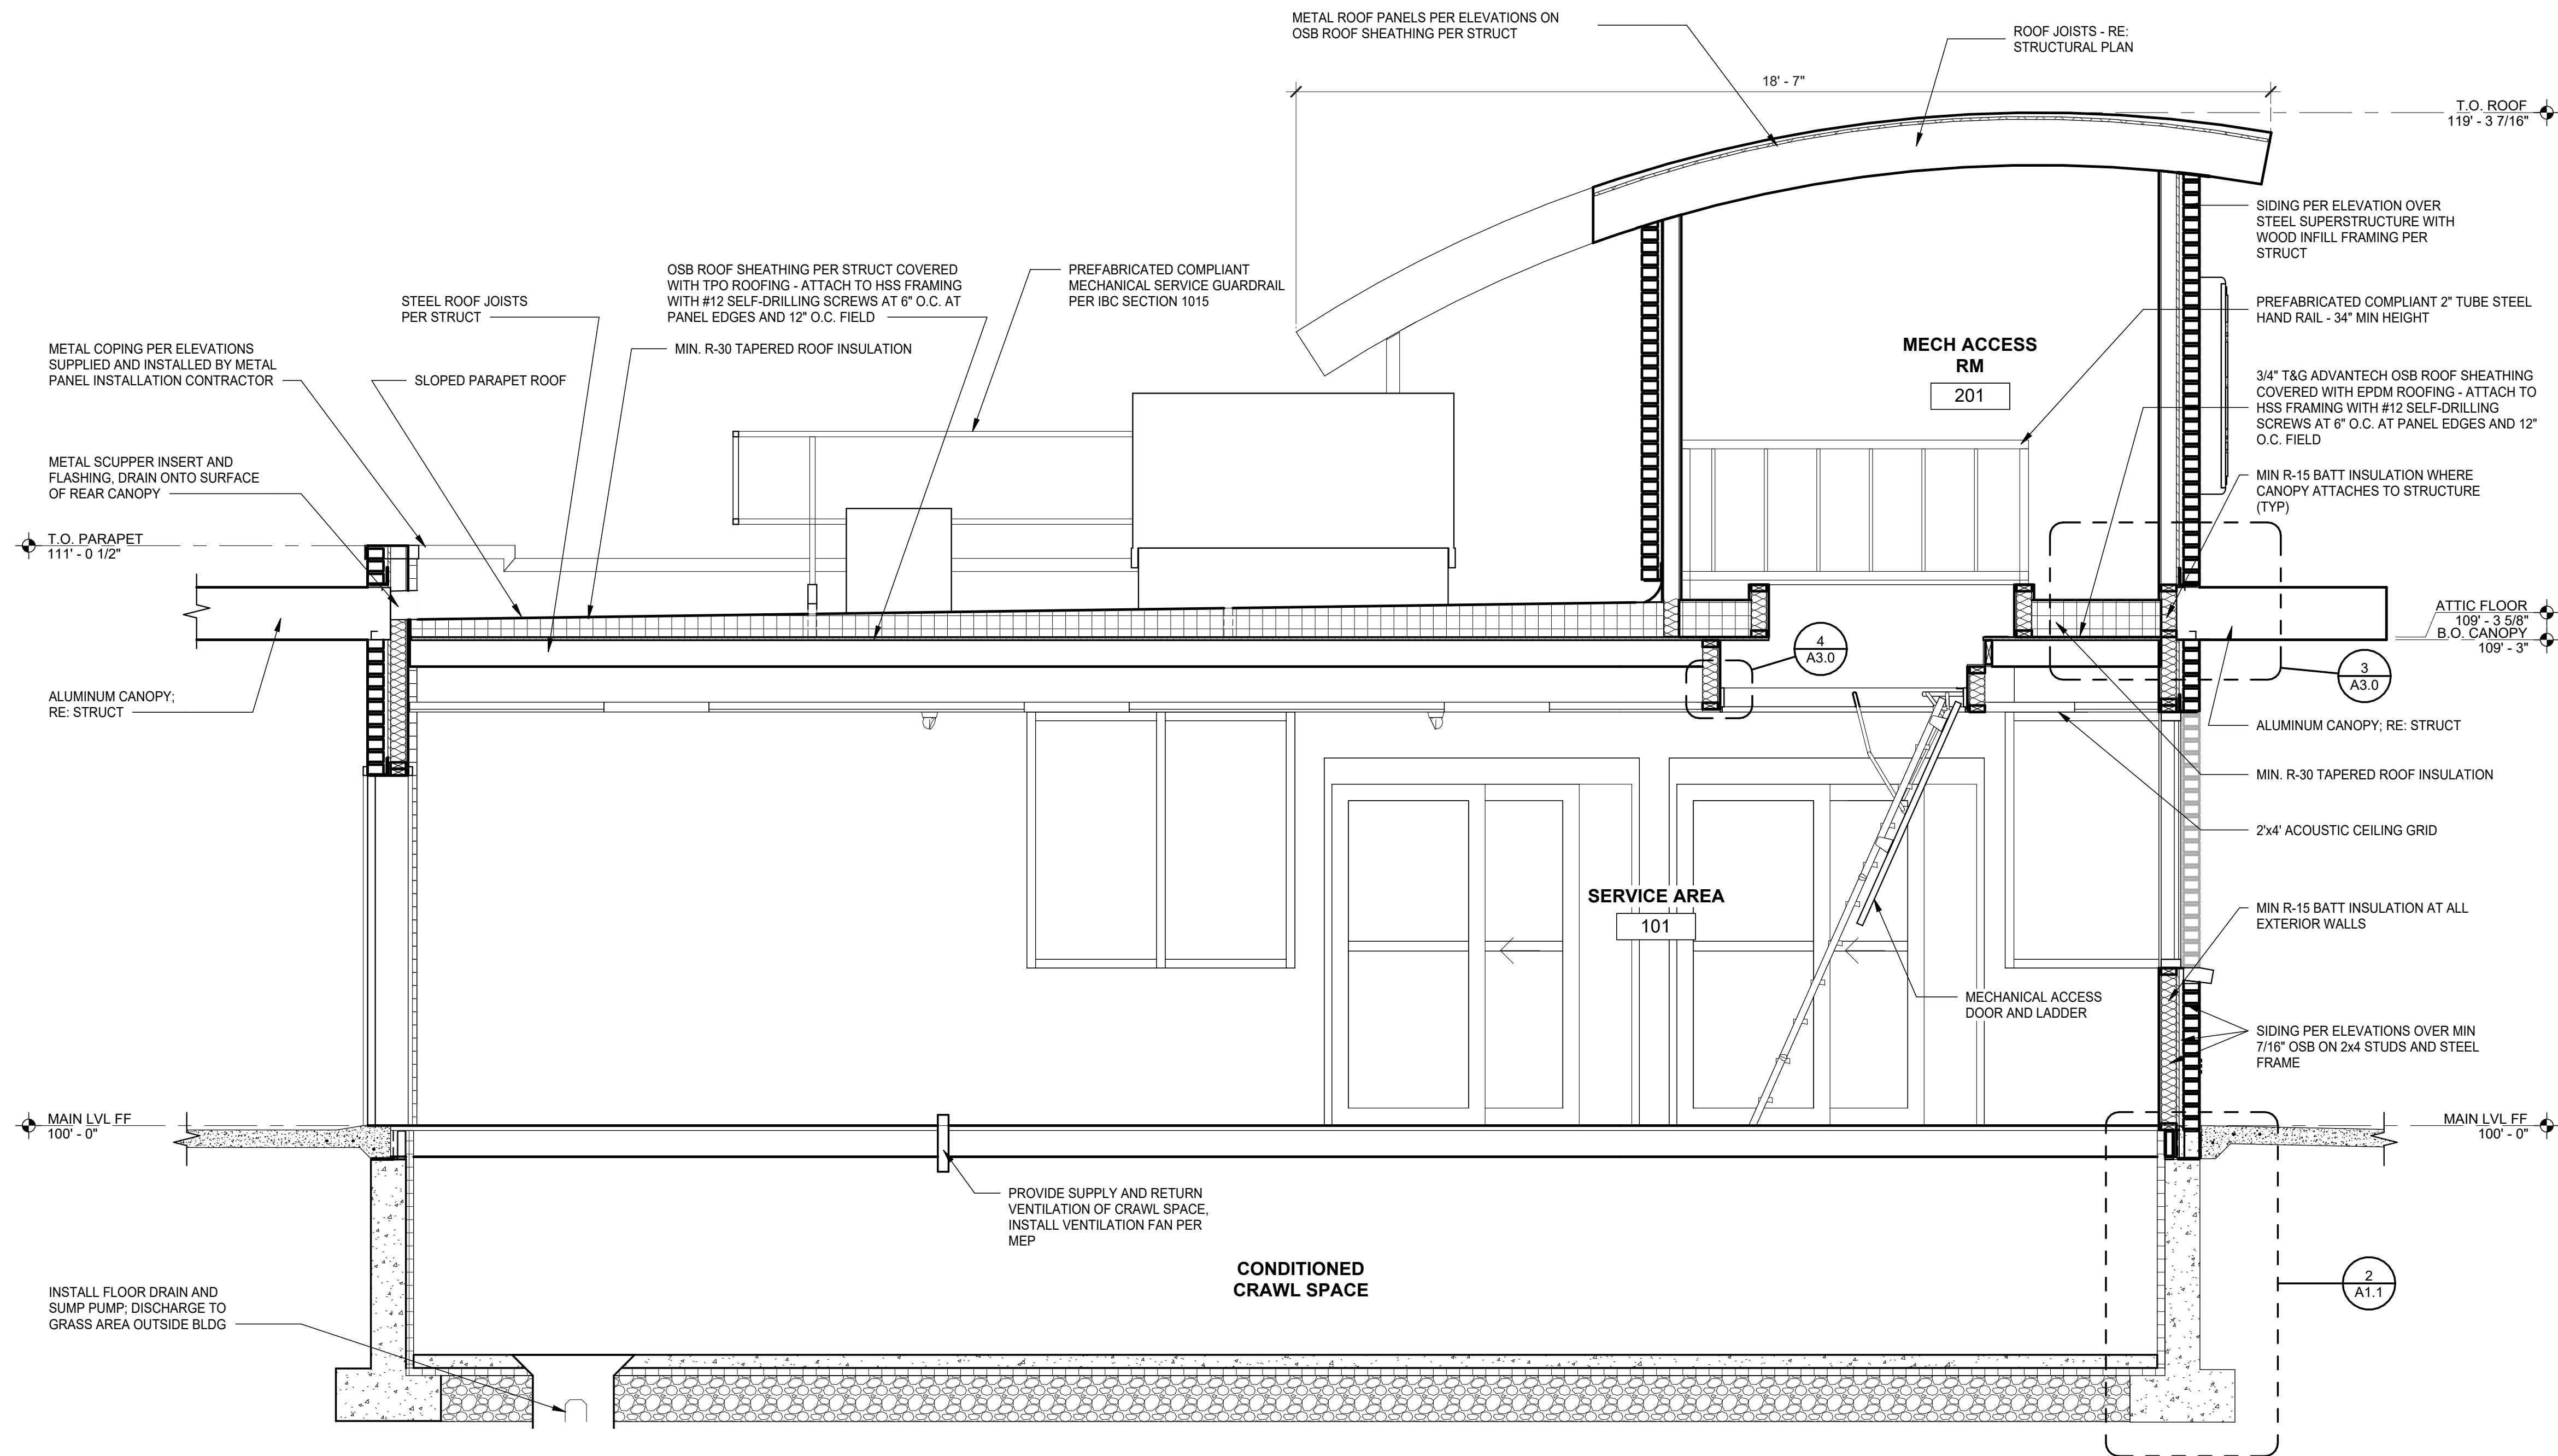 METAL ROOF PANELS PER ELEVATIONS ON
OSB ROOF SHEATHING PER STRUCT
ROOF JOISTS - RE:
STRUCTURAL PLAN
18' - 7"
T.O. ROOF
119' - 3 7/16"
SIDING PER ELEVATION OVER
STEEL SUPERSTRUCTURE WITH
WOOD INFILL FRAMING PER
STRUCT
OSB ROOF SHEATHING PER STRUCT COVERED
WITH TPO ROOFING - ATTACH TO HSS FRAMING
WITH #12 SELF-DRILLING SCREWS AT 6" O.C. AT
PANEL EDGES AND 12" O.C. FIELD
PREFABRICATED COMPLIANT
MECHANICAL SERVICE GUARDRAIL
PER IBC SECTION 1015
STEEL ROOF JOISTS
PER STRUCT
PREFABRICATED COMPLIANT 2" TUBE STEEL
HAND RAIL - 34" MIN HEIGHT
METAL COPING PER ELEVATIONS
SUPPLIED AND INSTALLED BY METAL
PANEL INSTALLATION CONTRACTOR
MIN. R-30 TAPERED ROOF INSULATION
SLOPED PARAPET ROOF
MECH ACCESS
RM
201
3/4" T&G ADVANTECH OSB ROOF SHEATHING
COVERED WITH EPDM ROOFING - ATTACH TO
HSS FRAMING WITH #12 SELF-DRILLING
SCREWS AT 6" O.C. AT PANEL EDGES AND 12"
O.C. FIELD
METAL SCUPPER INSERT AND
FLASHING, DRAIN ONTO SURFACE
OF REAR CANOPY
MIN R-15 BATT INSULATION WHERE
CANOPY ATTACHES TO STRUCTURE
(TYP)
T.O. PARAPET
111' - 0 1/2"
ATTIC FLOOR
109' - 3 5/8"
B.O. CANOPY
109' - 3"
4
A3.0
3
A3.0
ALUMINUM CANOPY;
RE: STRUCT
ALUMINUM CANOPY; RE: STRUCT
MIN. R-30 TAPERED ROOF INSULATION
2'x4' ACOUSTIC CEILING GRID
SERVICE AREA
101
MIN R-15 BATT INSULATION AT ALL
EXTERIOR WALLS
MECHANICAL ACCESS
DOOR AND LADDER
SIDING PER ELEVATIONS OVER MIN
7/16" OSB ON 2x4 STUDS AND STEEL
FRAME
MAIN LVL FF
100' - 0"
MAIN LVL FF
100' - 0"
PROVIDE SUPPLY AND RETURN
VENTILATION OF CRAWL SPACE,
INSTALL VENTILATION FAN PER
MEP
CONDITIONED
CRAWL SPACE
2
A1.1
INSTALL FLOOR DRAIN AND
SUMP PUMP; DISCHARGE TO
GRASS AREA OUTSIDE BLDG